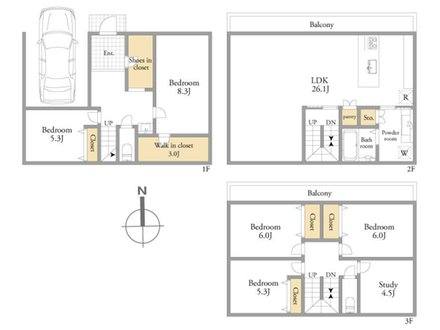 Ent.
Shoes in
closet
Bedroom
8.3J
Bedroom
5.3J
Closet
UP
Walk in closet
3.0J
1F
Balcony
LDK
26.1J
R
pantry
Sto.
UP
DN
Bath
room
Powder
room
W
2F
N
Balcony
Bedroom
6.0J
Closet
Closet
Bedroom
6.0J
Bedroom
5.3J
Closet
UP
DN
Study
4.5J
3F